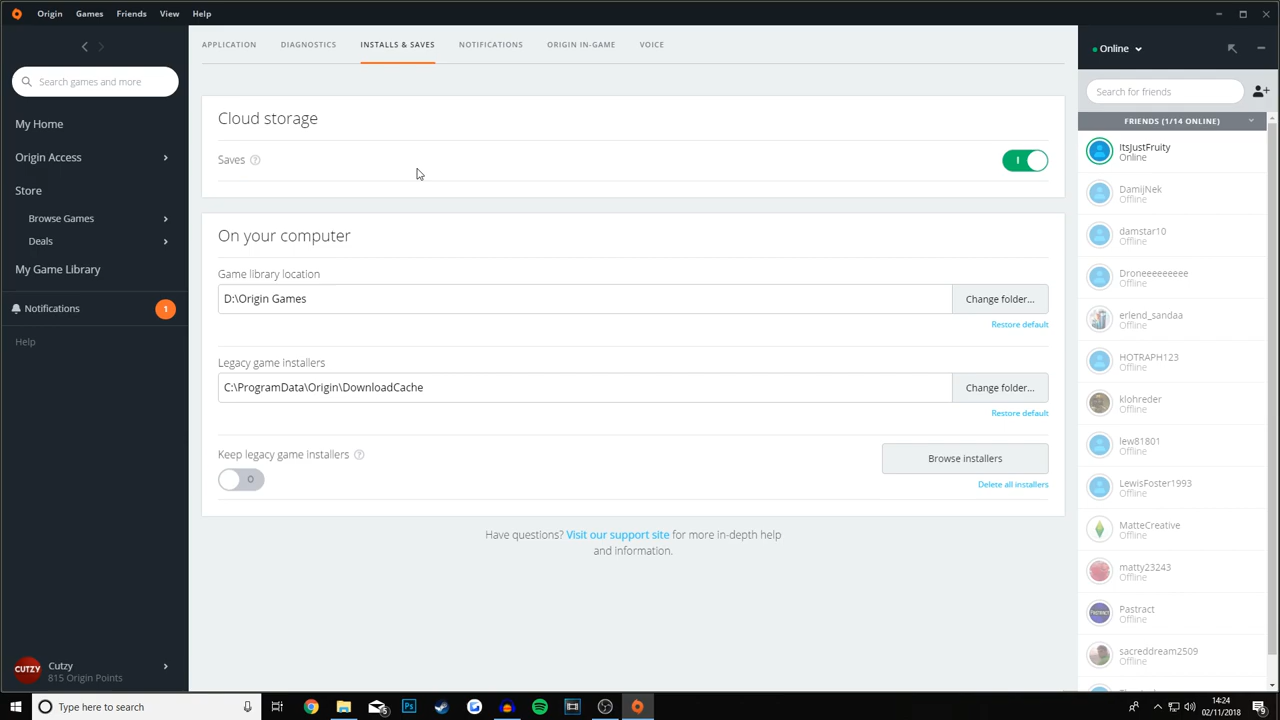 Origin
Games
Friends
View
Help
Search games and more
My Home
Origin Access
Store
Browse Games
Deals
My Game Library
Notifications
1
Help
CUTZY
Cutzy
815 Origin Points
APPLICATION
DIAGNOSTICS
INSTALLS & SAVES
NOTIFICATIONS
ORIGIN IN-GAME
VOICE
Cloud storage
Saves ?
On your computer
Game library location
D:\Origin Games
Change folder...
Restore default
Legacy game installers
C:\ProgramData\Origin\DownloadCache
Change folder...
Restore default
Keep legacy game installers ?
Browse installers
Delete all installers
Have questions? Visit our support site for more in-depth help
and information.
Online
Search for friends
FRIENDS (1/14 ONLINE)
ItsJustFruity
Online
DamijNek
Offline
damstar10
Offline
Droneeeeeeee
Offline
erlend_sandaa
Offline
HOTRAPH123
Offline
klohreder
Offline
lew81801
Offline
LewisFoster1993
Offline
MatteCreative
Offline
matty23243
Offline
Pastract
Offline
sacreddream2509
Offline
Type here to search
5
Ps
14:24
02/11/2018
9